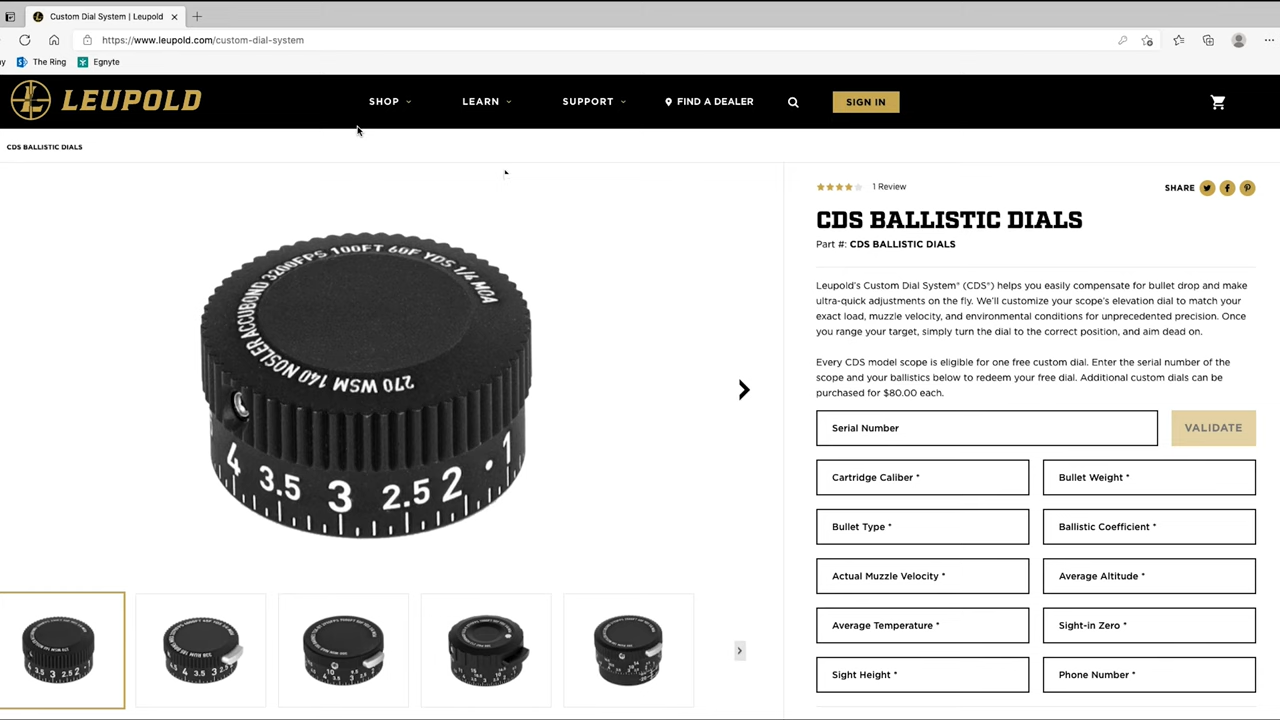 Custom Dial System | Leupold
https://www.leupold.com/custom-dial-system
The Ring
Egnyte
LEUPOLD
SHOP
LEARN
SUPPORT
FIND A DEALER
SIGN IN
CDS BALLISTIC DIALS
270 WSM 140 NOSLER ACCUBOND 3200FPS 100FT 60F YDS 1/4 MOA
4 3.5 3 2.5 2 • 1
1 Review
SHARE
CDS BALLISTIC DIALS
Part #: CDS BALLISTIC DIALS
Leupold's Custom Dial System® (CDS®) helps you easily compensate for bullet drop and make
ultra-quick adjustments on the fly. We'll customize your scope's elevation dial to match your
exact load, muzzle velocity, and environmental conditions for unprecedented precision. Once
you range your target, simply turn the dial to the correct position, and aim dead on.
Every CDS model scope is eligible for one free custom dial. Enter the serial number of the
scope and your ballistics below to redeem your free dial. Additional custom dials can be
purchased for $80.00 each.
Serial Number
VALIDATE
Cartridge Caliber *
Bullet Weight *
Bullet Type *
Ballistic Coefficient *
Actual Muzzle Velocity *
Average Altitude *
Average Temperature *
Sight-in Zero *
Sight Height *
Phone Number *